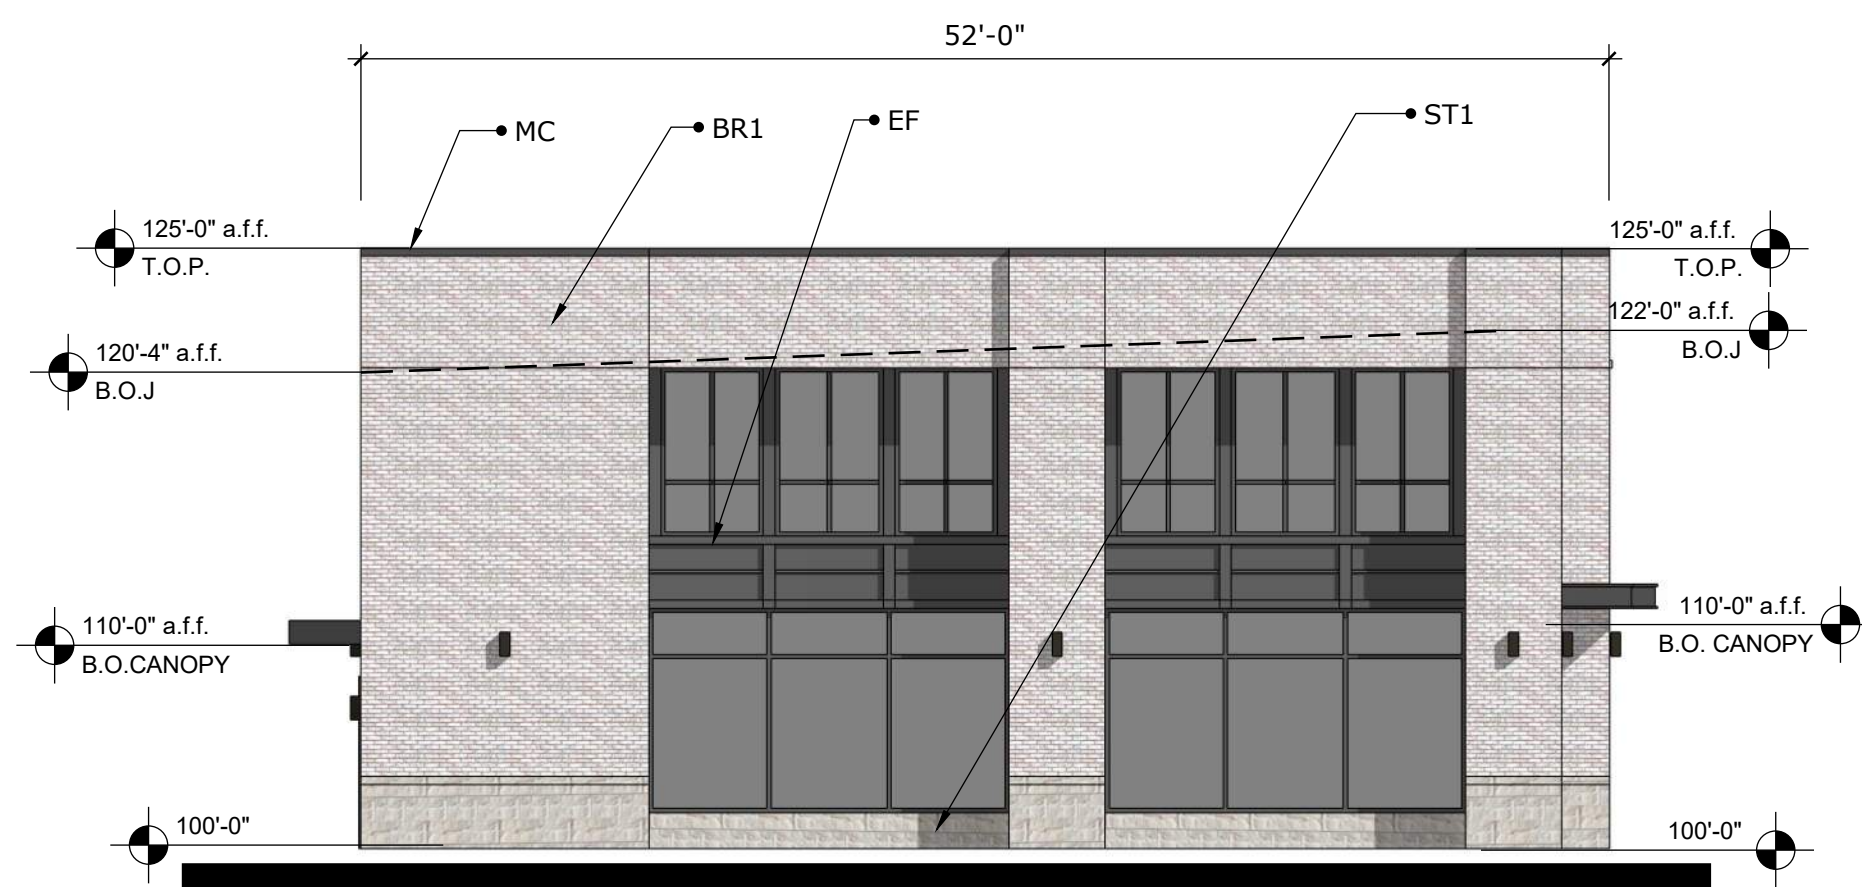 52'-0"
MC
BR1
EF
ST1
125'-0" a.f.f.
T.O.P.
125'-0" a.f.f.
T.O.P.
122'-0" a.f.f.
B.O.J
120'-4" a.f.f.
B.O.J
110'-0" a.f.f.
B.O. CANOPY
110'-0" a.f.f.
B.O.CANOPY
100'-0"
100'-0"